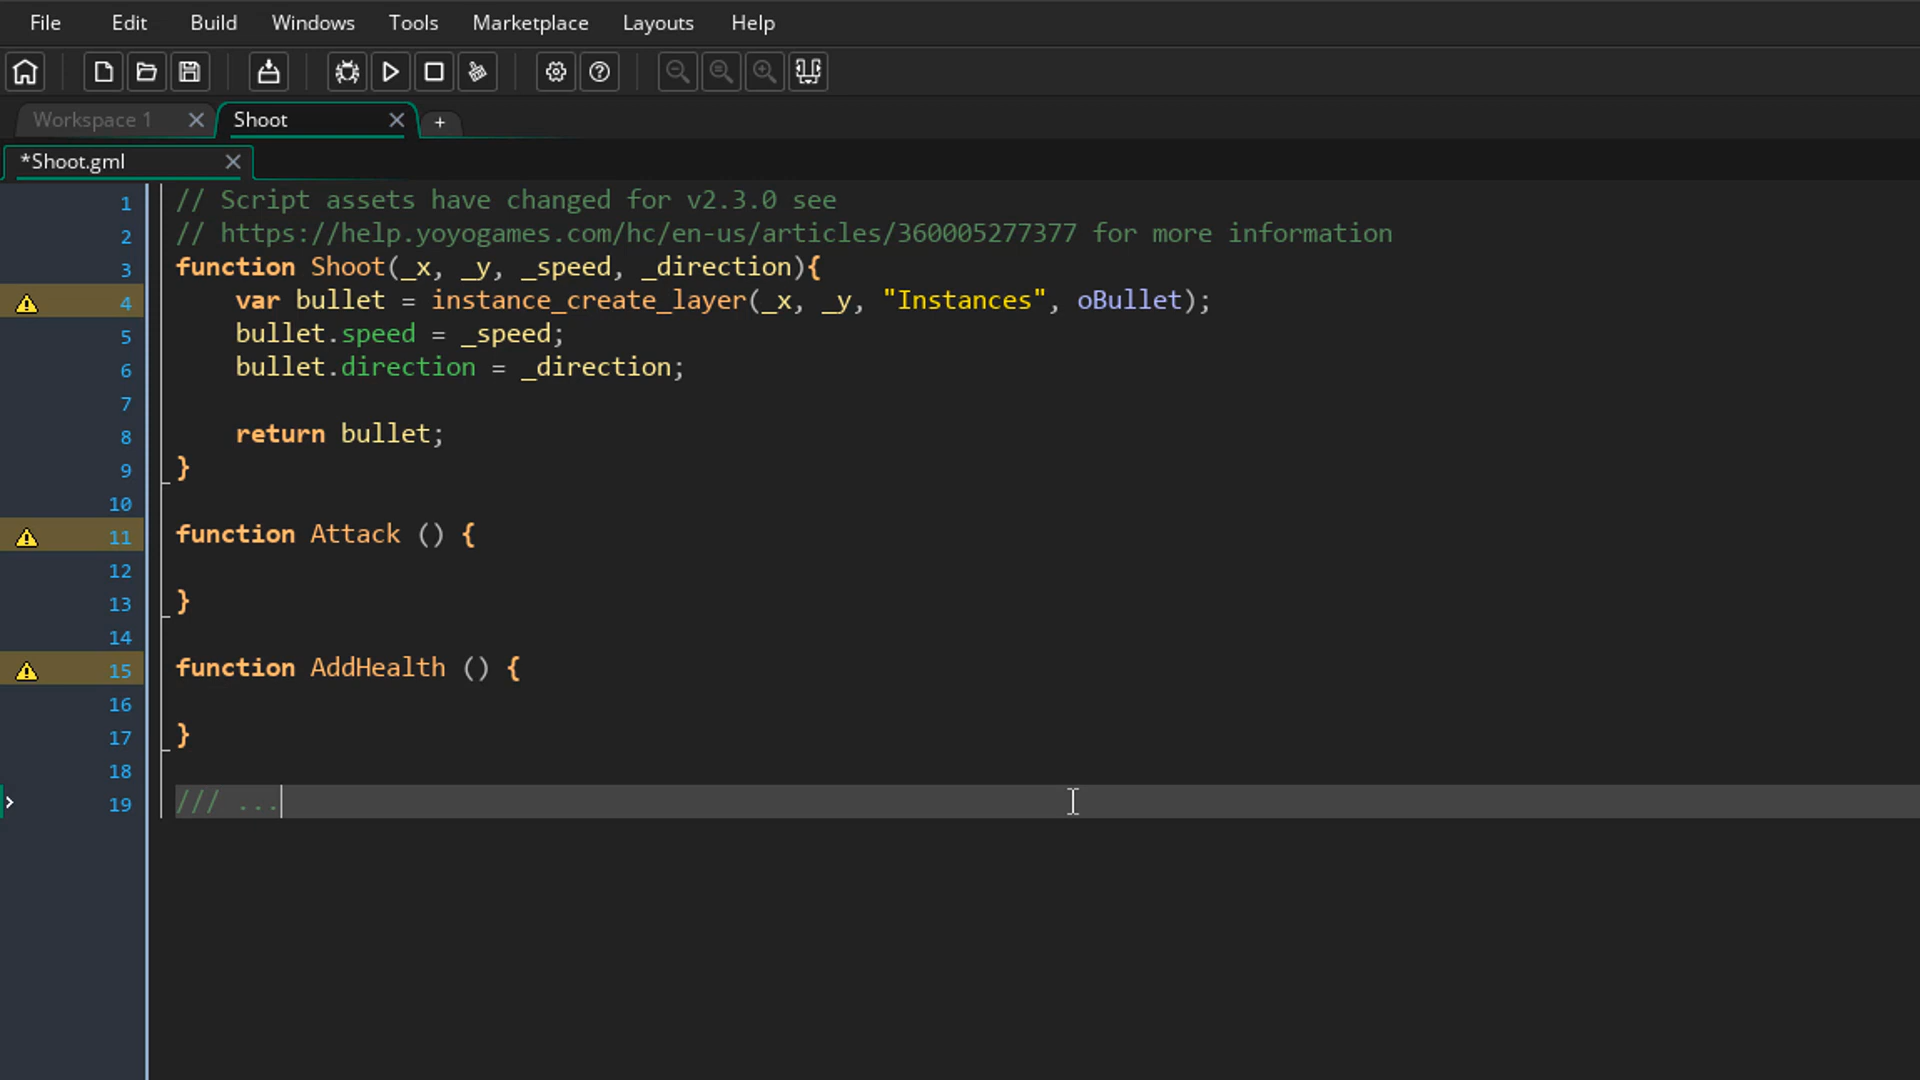 File Edit Build Windows Tools Marketplace Layouts Help
Workspace 1 Shoot +
*Shoot.gml
1 // Script assets have changed for v2.3.0 see
2 // https://help.yoyogames.com/hc/en-us/articles/360005277377 for more information
3 function Shoot(_x, _y, _speed, _direction){
4 var bullet = instance_create_layer(_x, _y, "Instances", oBullet);
5 bullet.speed = _speed;
6 bullet.direction = _direction;
7
8 return bullet;
9 }
10
11 function Attack () {
12
13 }
14
15 function AddHealth () {
16
17 }
18
19 /// ...